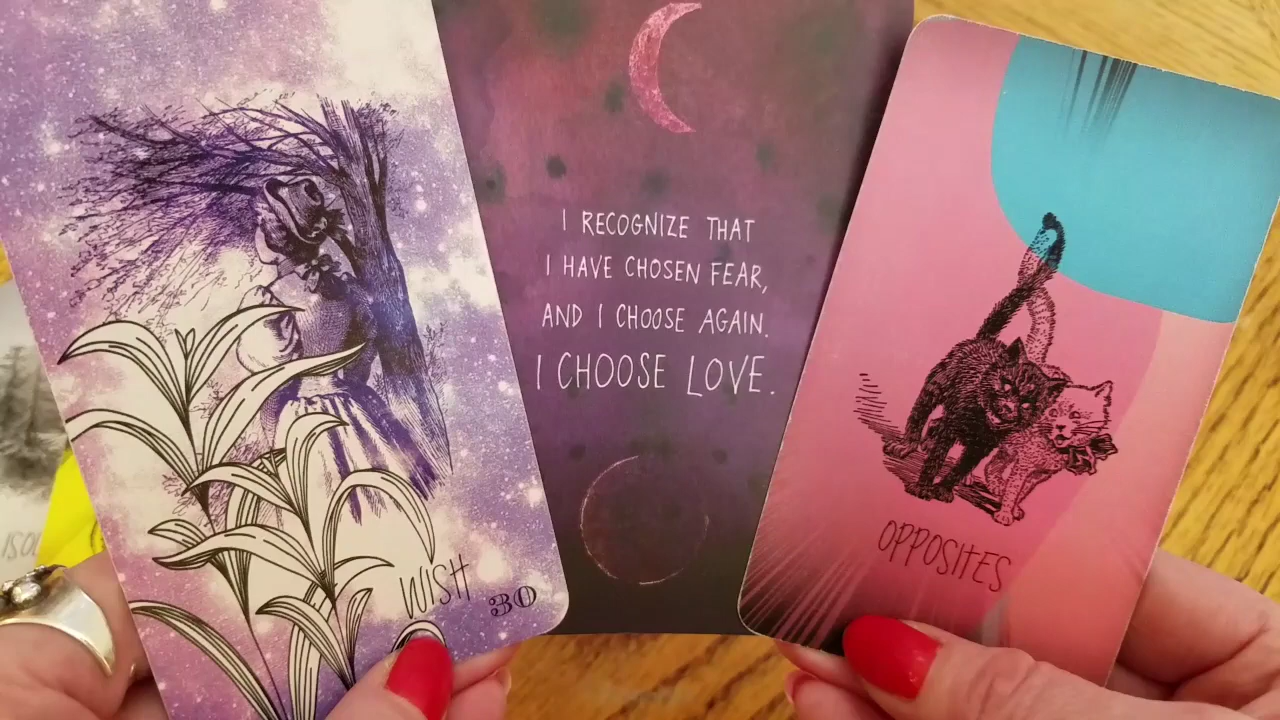 WISH
30
I RECOGNIZE THAT
I HAVE CHOSEN FEAR,
AND I CHOOSE AGAIN.
I CHOOSE LOVE.
OPPOSITES